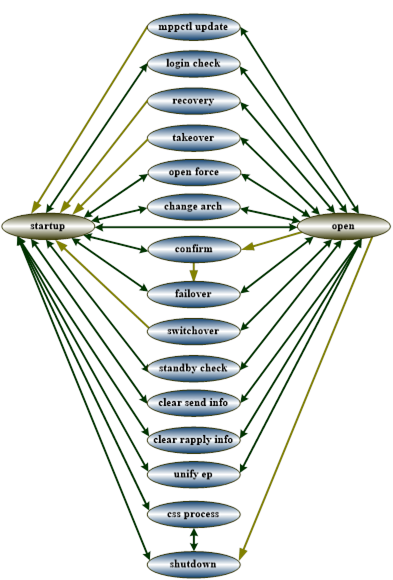 mppctl update
login check
recovery
takeover
open force
change arch
startup
open
confirm
failover
switchover
standby check
clear send info
clear rapply info
unify ep
css process
shutdown